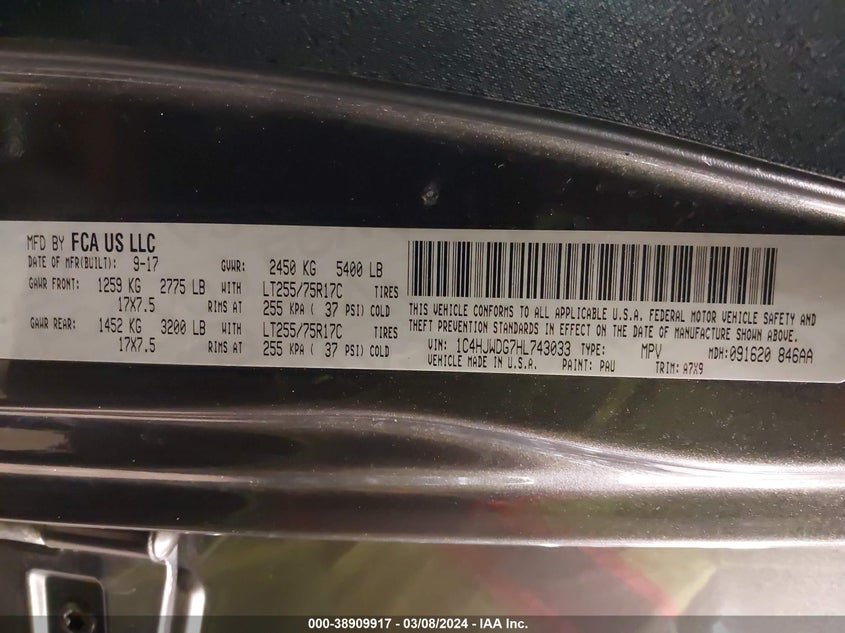 MFD BY FCA US LLC
DATE OF MFR(BUILT): 9-17 GVWR: 2450 KG 5400 LB
GAWR FRONT: 1259 KG 2775 LB WITH LT255/75R17C TIRES
17X7.5 RIMS AT 255 KPA ( 37 PSI) COLD
GAWR REAR: 1452 KG 3200 LB WITH LT255/75R17C TIRES
17X7.5 RIMS AT 255 KPA ( 37 PSI) COLD
THIS VEHICLE CONFORMS TO ALL APPLICABLE U.S.A. FEDERAL MOTOR VEHICLE SAFETY AND
THEFT PREVENTION STANDARDS IN EFFECT ON THE DATE OF MANUFACTURE SHOWN ABOVE.
VIN: 1C4HJWDG7HL743033 TYPE: MPV MDH:091620 846AA
VEHICLE MADE IN U.S.A. PAINT: PAU TRIM: A7X9
000-38909917 - 03/08/2024 - IAA Inc.